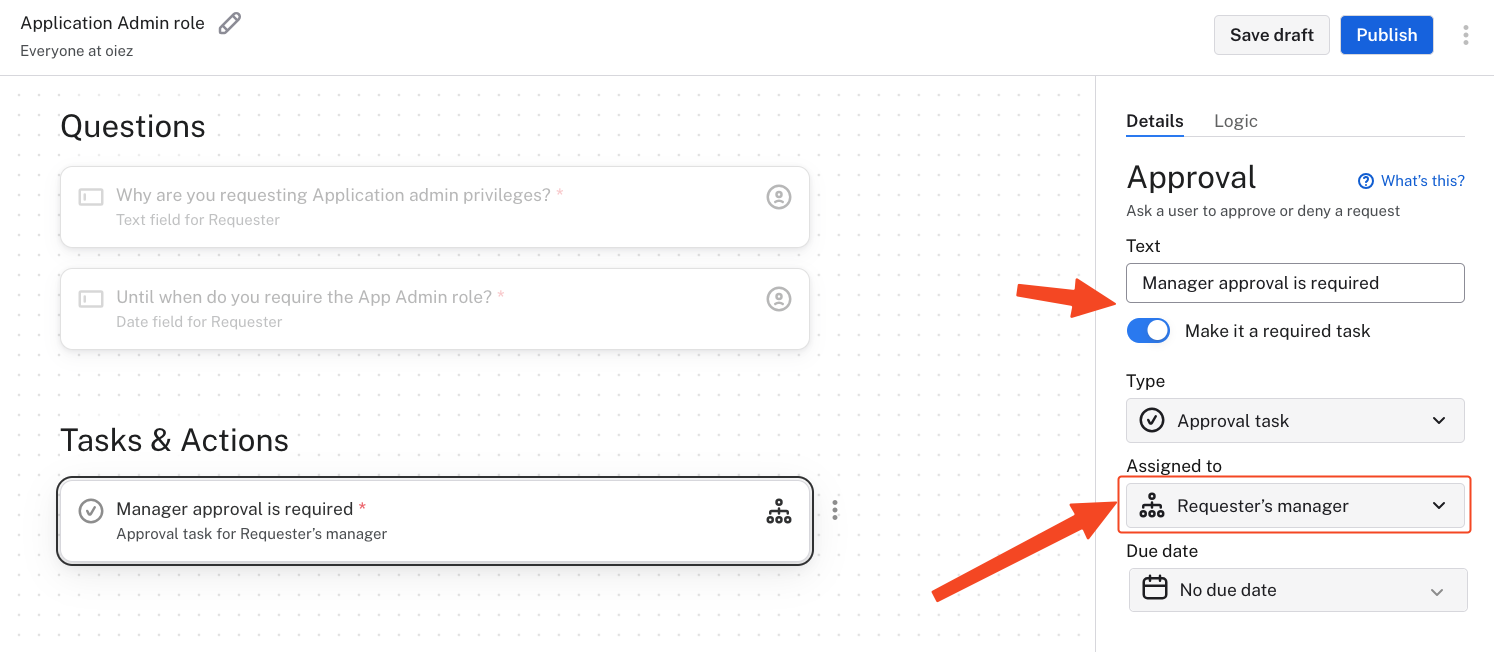 Application Admin role
Everyone at oiez
Save draft
Publish
Questions
Why are you requesting Application admin privileges? *
Text field for Requester
Until when do you require the App Admin role? *
Date field for Requester
Tasks & Actions
Manager approval is required *
Approval task for Requester’s manager
Details
Logic
Approval
What’s this?
Ask a user to approve or deny a request
Text
Manager approval is required
Make it a required task
Type
Approval task
Assigned to
Requester’s manager
Due date
No due date